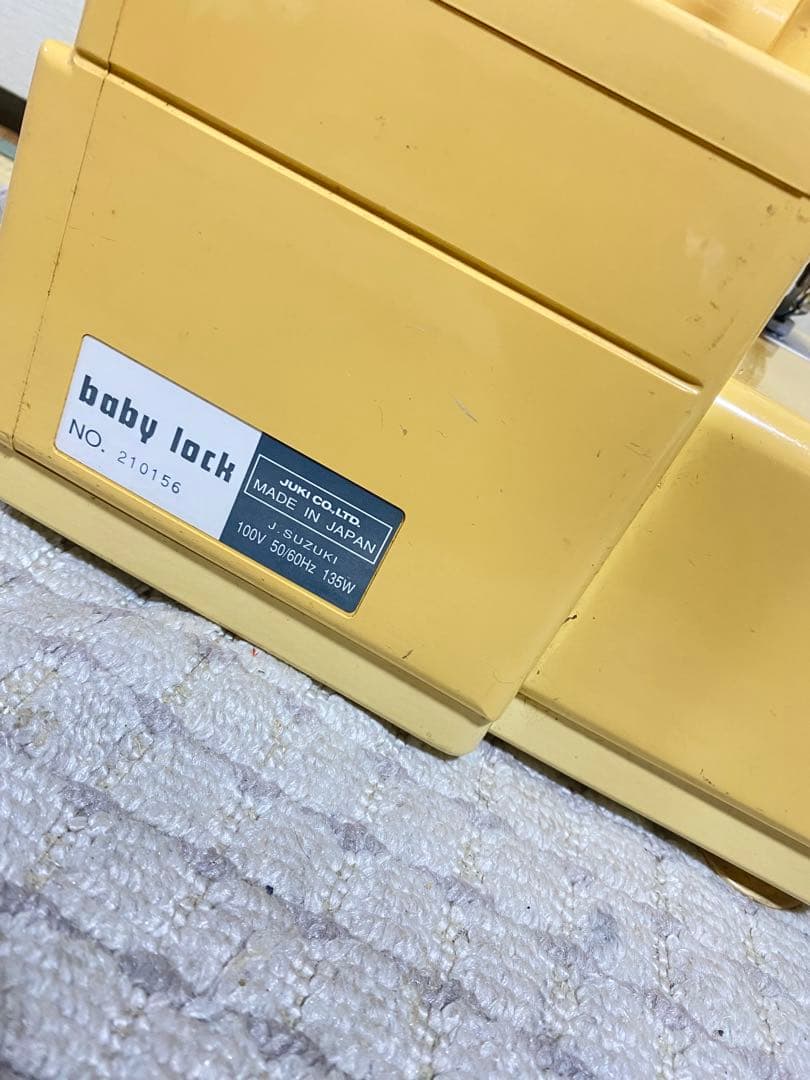 baby lock
NO. 210156
JUKI CO.,LTD.
MADE IN JAPAN
J.SUZUKI
100V 50/60Hz 135W